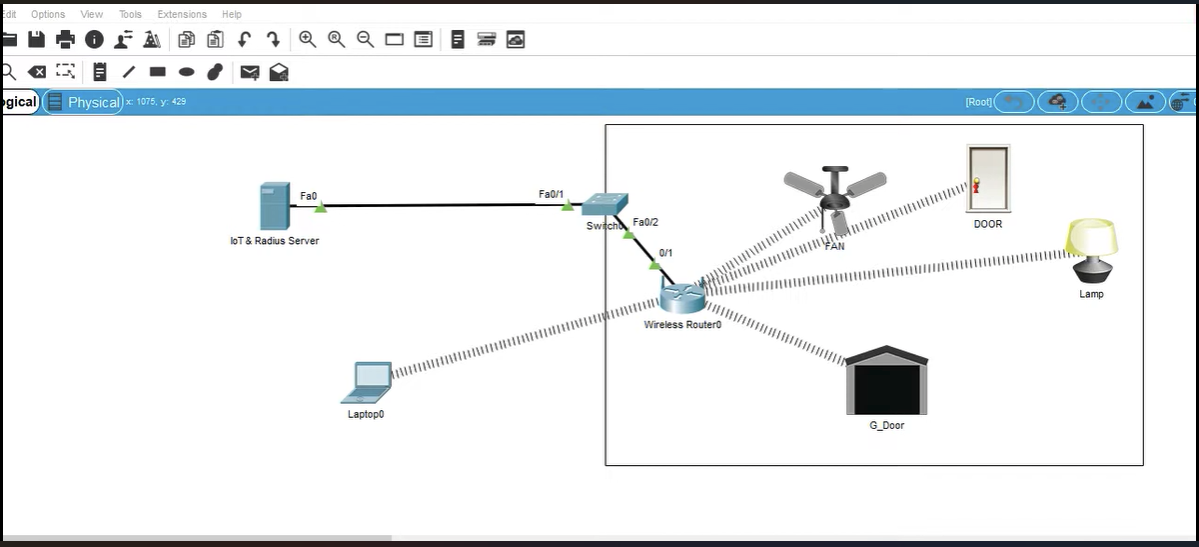 Edit Options View Tools Extensions Help
ogical Physical x: 1075, y: 429 [Root]
Fa0
Fa0/1
IoT & Radius Server
Switch0
Fa0/2
0/1
FAN
DOOR
Lamp
Wireless Router0
Laptop0
G_Door